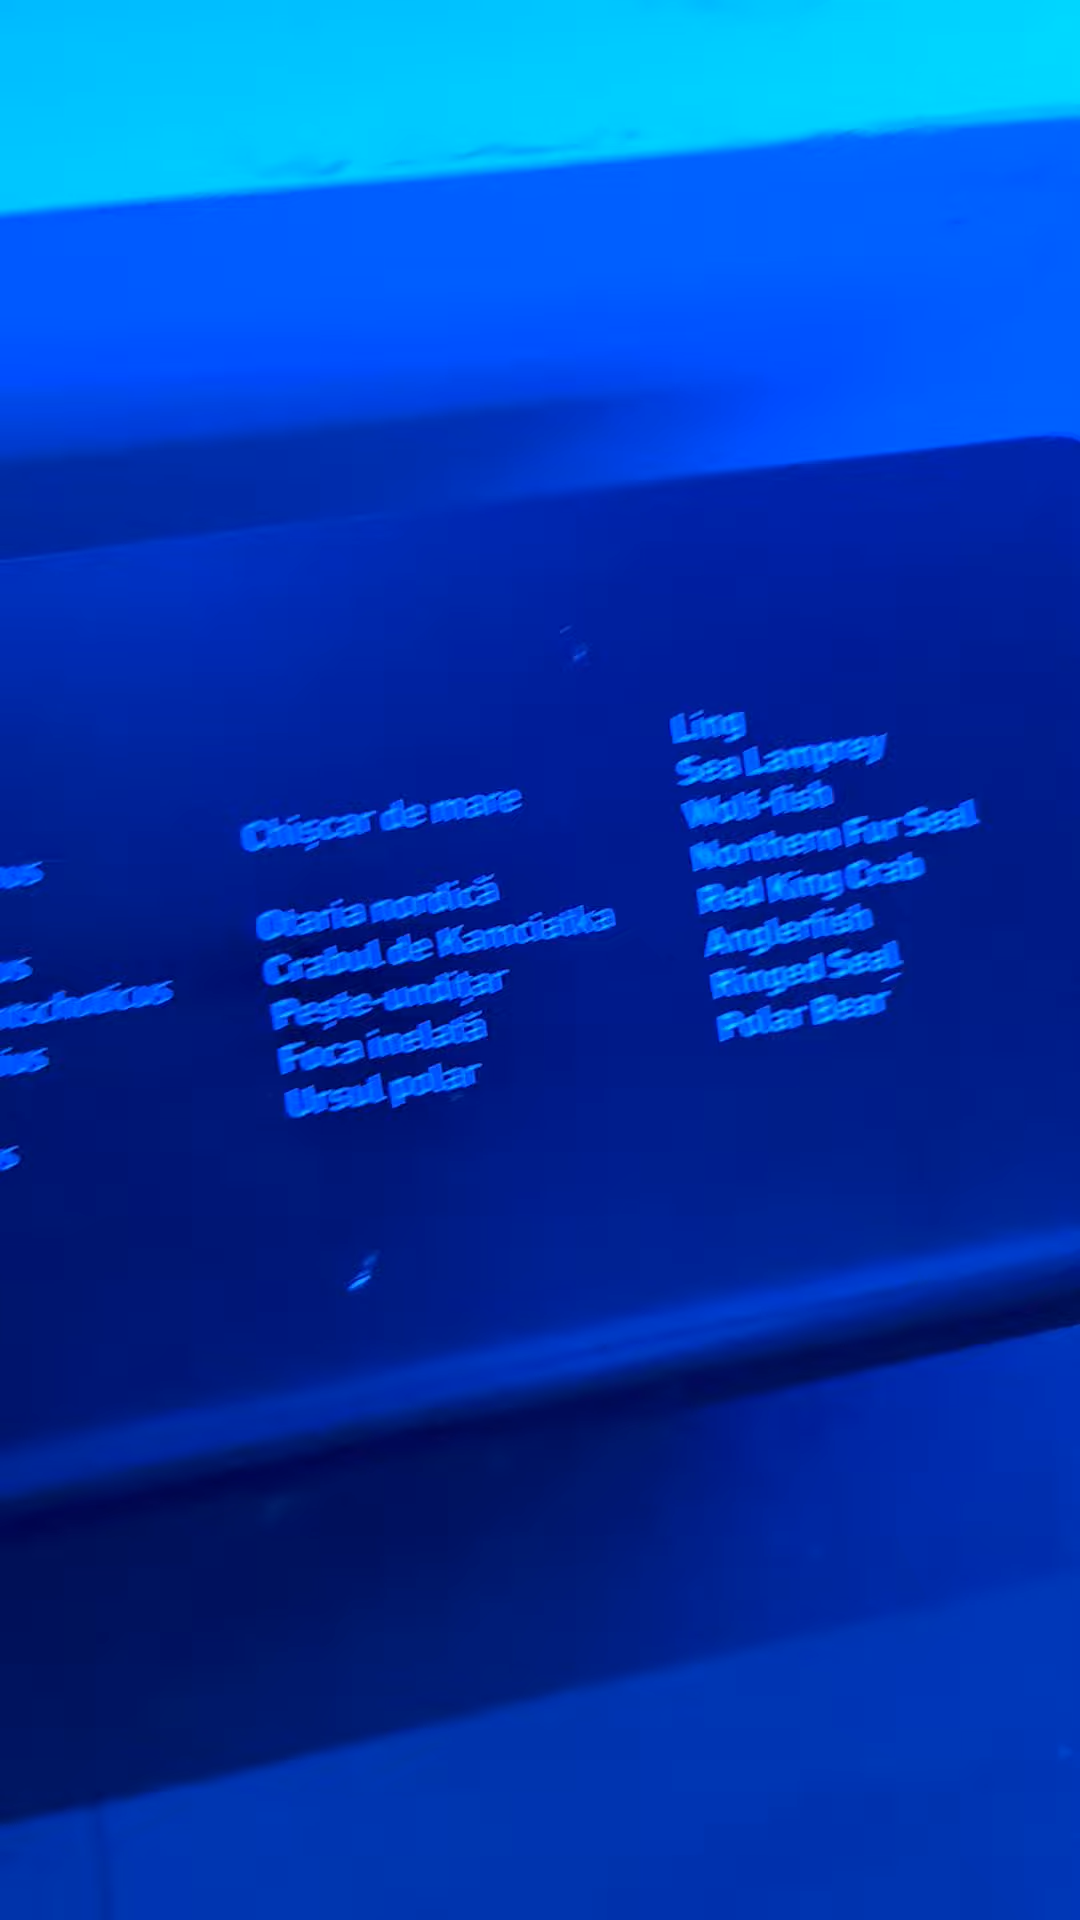 Chișcar de mare
Otaria nordică
Crabul de Kamciatka
Pește-undițar
Foca inelată
Ursul polar
Ling
Sea Lamprey
Wolf-fish
Northern Fur Seal
Red King Crab
Anglerfish
Ringed Seal
Polar Bear